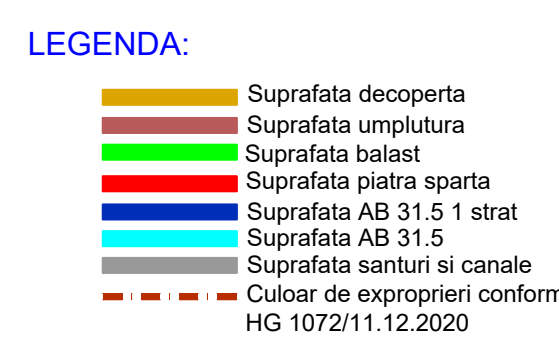 LEGENDA:
Suprafata decoperta
Suprafata umplutura
Suprafata balast
Suprafata piatra sparta
Suprafata AB 31.5 1 strat
Suprafata AB 31.5
Suprafata santuri si canale
Culoar de exproprieri conform
HG 1072/11.12.2020